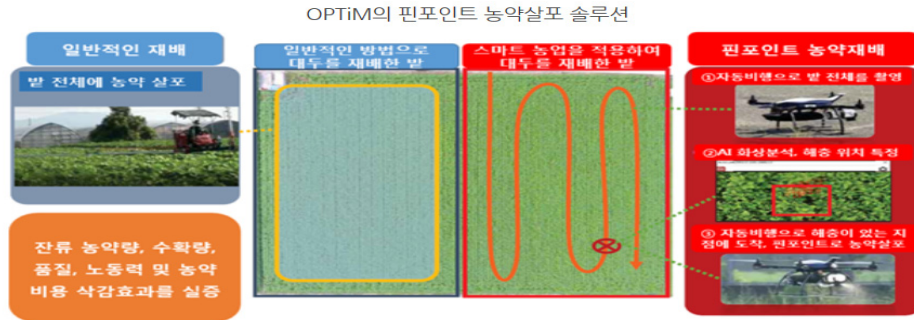 OPTiM의 핀포인트 농약살포 솔루션
일반적인 재배
밭 전체에 농약 살포
잔류 농약량, 수확량,
품질, 노동력 및 농약
비용 삭감효과를 실증
일반적인 방법으로
대두를 재배한 밭
스마트 농업을 적용하여
대두를 재배한 밭
핀포인트 농약재배
①자동비행으로 밭 전체를 촬영
②AI 화상분석, 해충 위치 특정
③ 자동비행으로 해충이 있는 지
점에 도착, 핀포인트로 농약살포